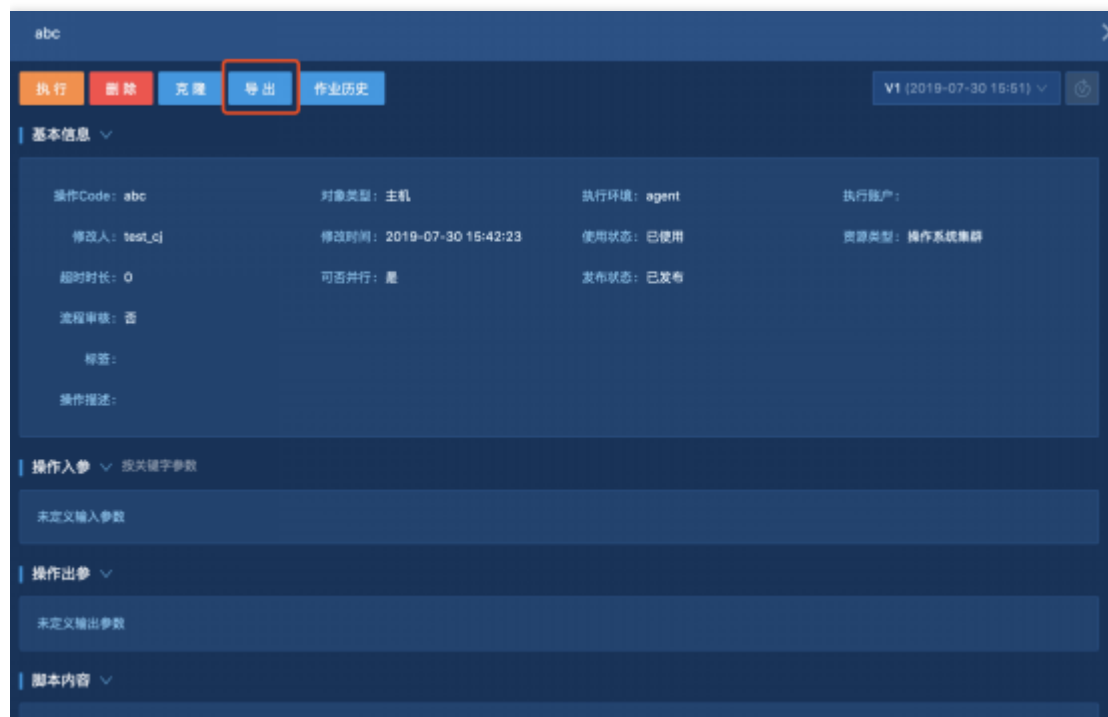 abc
执行 删除 克隆 导出 作业历史 V1 (2019-07-30 15:51)
基本信息
操作Code: abc 对象类型: 主机 执行环境: agent 执行账户:
修改人: test_cj 修改时间: 2019-07-30 15:42:23 使用状态: 已使用 资源类型: 操作系统集群
超时时长: 0 可否并行: 是 发布状态: 已发布
流程审核: 否
标签:
操作描述:
操作入参 按关键字参数
未定义输入参数
操作出参
未定义输出参数
脚本内容